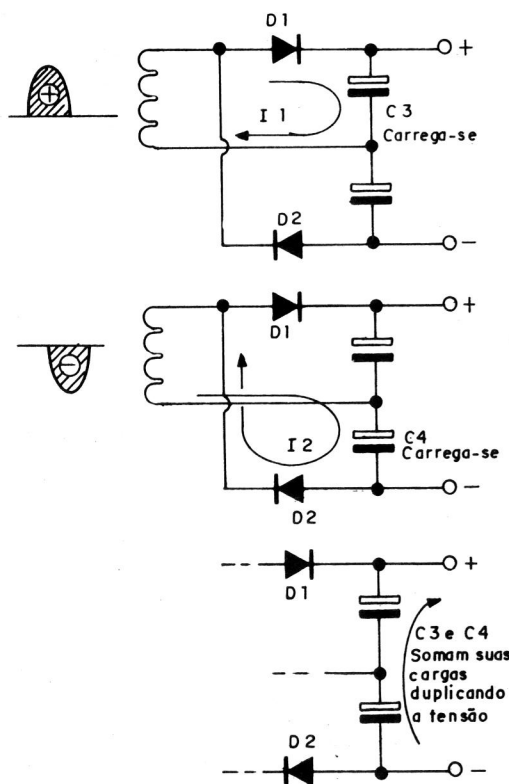 D1
+
+
I 1
C3
Carrega-se
D2
−
+
D1
−
I 2
C4
Carrega-se
−
D2
+
D1
C3 e C4
Somam suas
cargas
duplicando
a tensão
D2
−